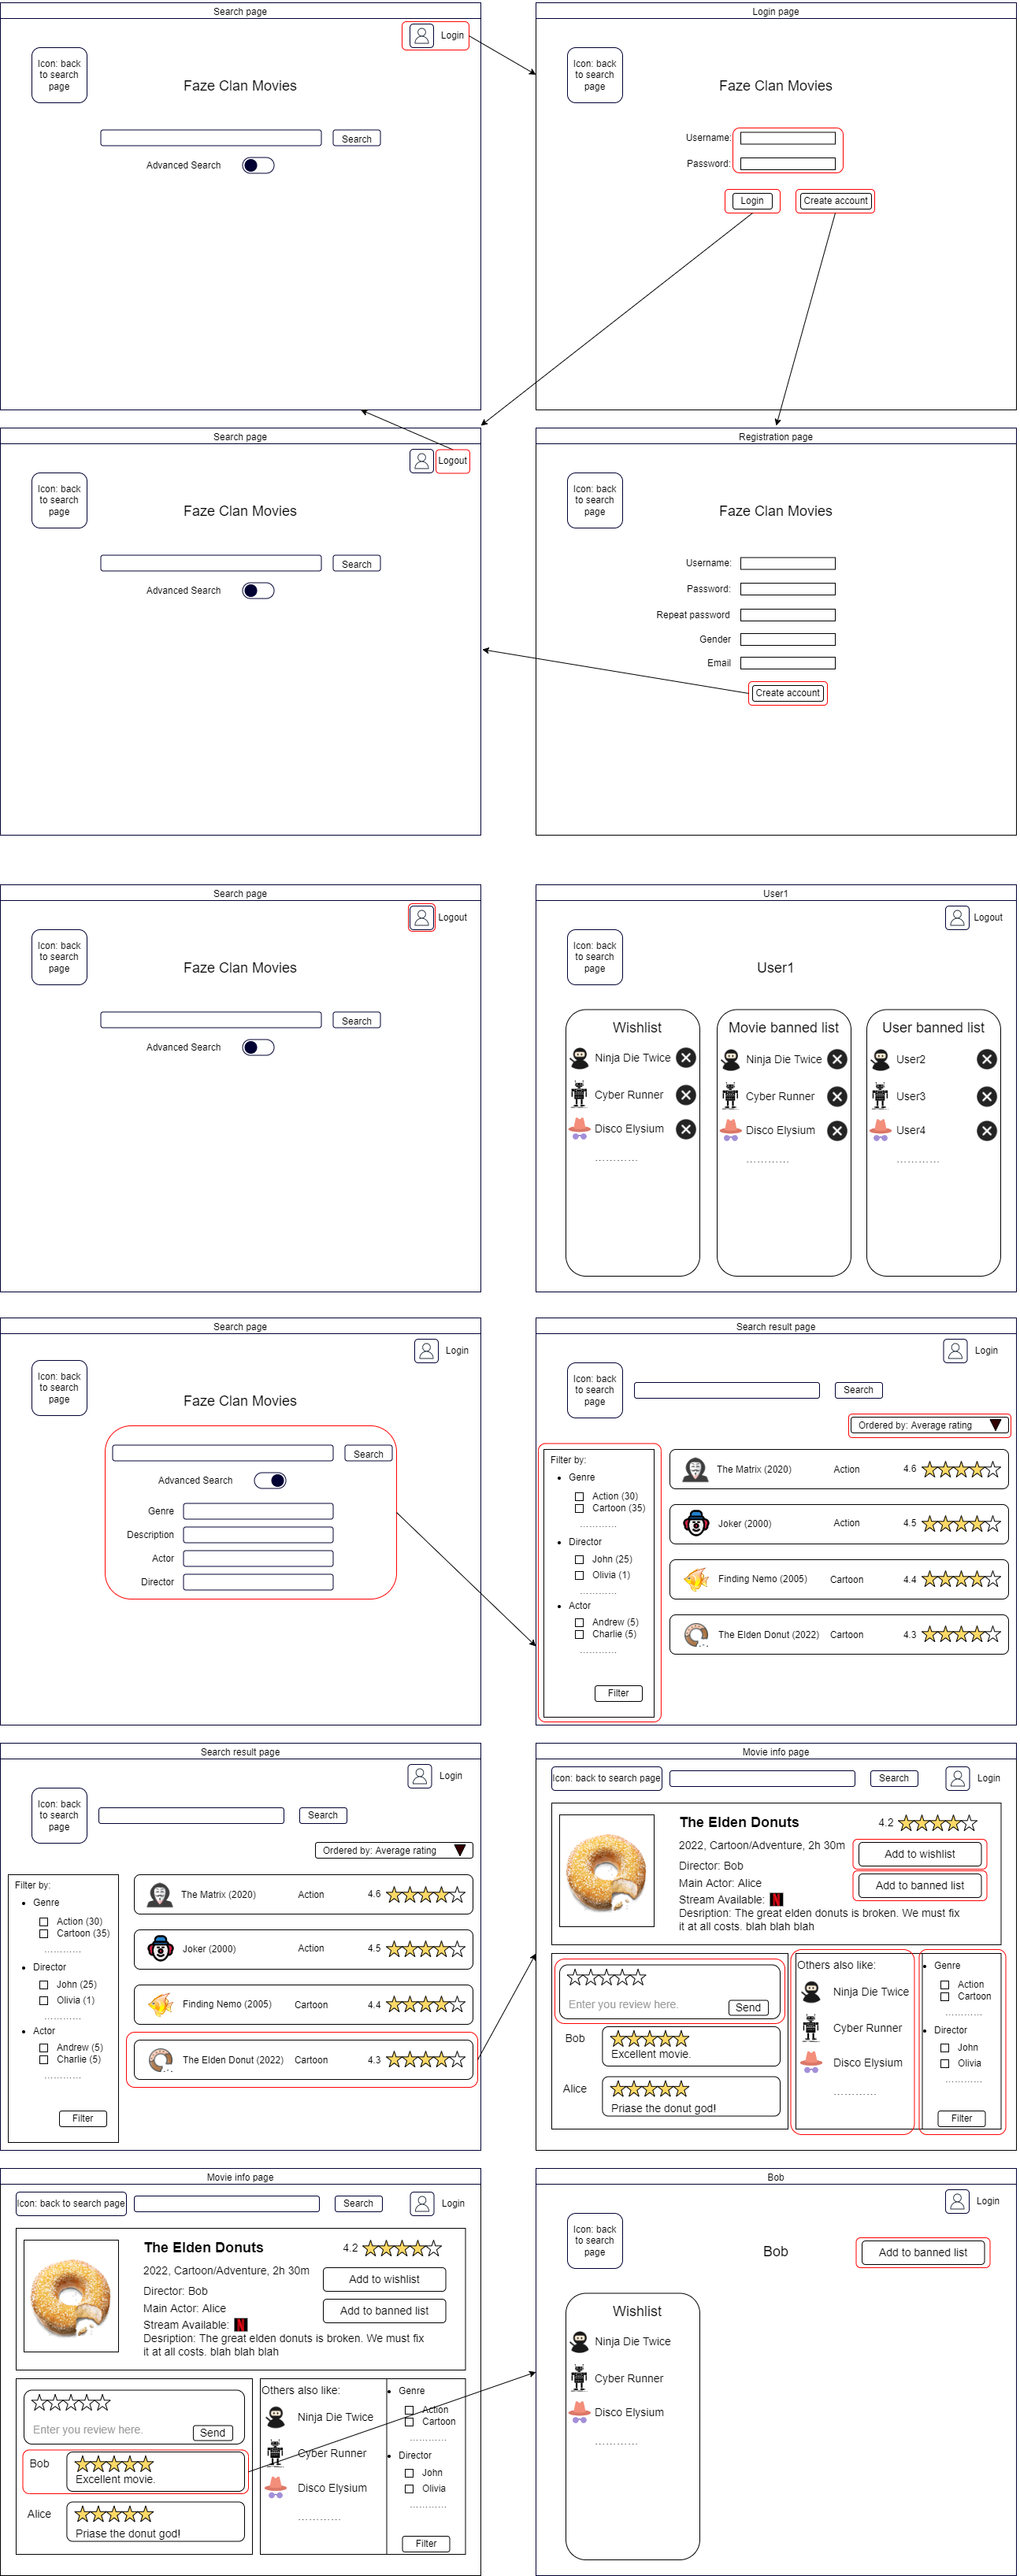 Search page
Login
Icon: back
to search
page
Faze Clan Movies
Search
Advanced Search
Login page
Icon: back
to search
page
Faze Clan Movies
Username:
Password:
Login
Create account
Search page
Logout
Icon: back
to search
page
Faze Clan Movies
Search
Advanced Search
Registration page
Icon: back
to search
page
Faze Clan Movies
Username:
Password:
Repeat password
Gender
Email
Create account
Search page
Logout
Icon: back
to search
page
Faze Clan Movies
Search
Advanced Search
User1
Logout
Icon: back
to search
page
User1
Wishlist
Ninja Die Twice
Cyber Runner
Disco Elysium
............
Movie banned list
Ninja Die Twice
Cyber Runner
Disco Elysium
............
User banned list
User2
User3
User4
............
Search page
Login
Icon: back
to search
page
Faze Clan Movies
Search
Advanced Search
Genre
Description
Actor
Director
Search result page
Login
Icon: back
to search
page
Search
Ordered by: Average rating
Filter by:
Genre
Action (30)
Cartoon (35)
............
Director
John (25)
Olivia (1)
............
Actor
Andrew (5)
Charlie (5)
............
Filter
The Matrix (2020) Action 4.6
Joker (2000) Action 4.5
Finding Nemo (2005) Cartoon 4.4
The Elden Donut (2022) Cartoon 4.3
Search result page
Login
Icon: back
to search
page
Search
Ordered by: Average rating
Filter by:
Genre
Action (30)
Cartoon (35)
............
Director
John (25)
Olivia (1)
............
Actor
Andrew (5)
Charlie (5)
............
Filter
The Matrix (2020) Action 4.6
Joker (2000) Action 4.5
Finding Nemo (2005) Cartoon 4.4
The Elden Donut (2022) Cartoon 4.3
Movie info page
Icon: back to search page
Search
Login
The Elden Donuts
4.2
2022, Cartoon/Adventure, 2h 30m
Add to wishlist
Director: Bob
Main Actor: Alice
Add to banned list
Stream Available: N
Desription: The great elden donuts is broken. We must fix
it at all costs. blah blah blah
Enter you review here.
Send
Bob
Excellent movie.
Alice
Priase the donut god!
Others also like:
Ninja Die Twice
Cyber Runner
Disco Elysium
............
Genre
Action
Cartoon
............
Director
John
Olivia
............
Filter
Movie info page
Icon: back to search page
Search
Login
The Elden Donuts
4.2
2022, Cartoon/Adventure, 2h 30m
Add to wishlist
Director: Bob
Main Actor: Alice
Add to banned list
Stream Available: N
Desription: The great elden donuts is broken. We must fix
it at all costs. blah blah blah
Enter you review here.
Send
Bob
Excellent movie.
Alice
Priase the donut god!
Others also like:
Ninja Die Twice
Cyber Runner
Disco Elysium
............
Genre
Action
Cartoon
............
Director
John
Olivia
............
Filter
Bob
Login
Icon: back
to search
page
Bob
Add to banned list
Wishlist
Ninja Die Twice
Cyber Runner
Disco Elysium
............